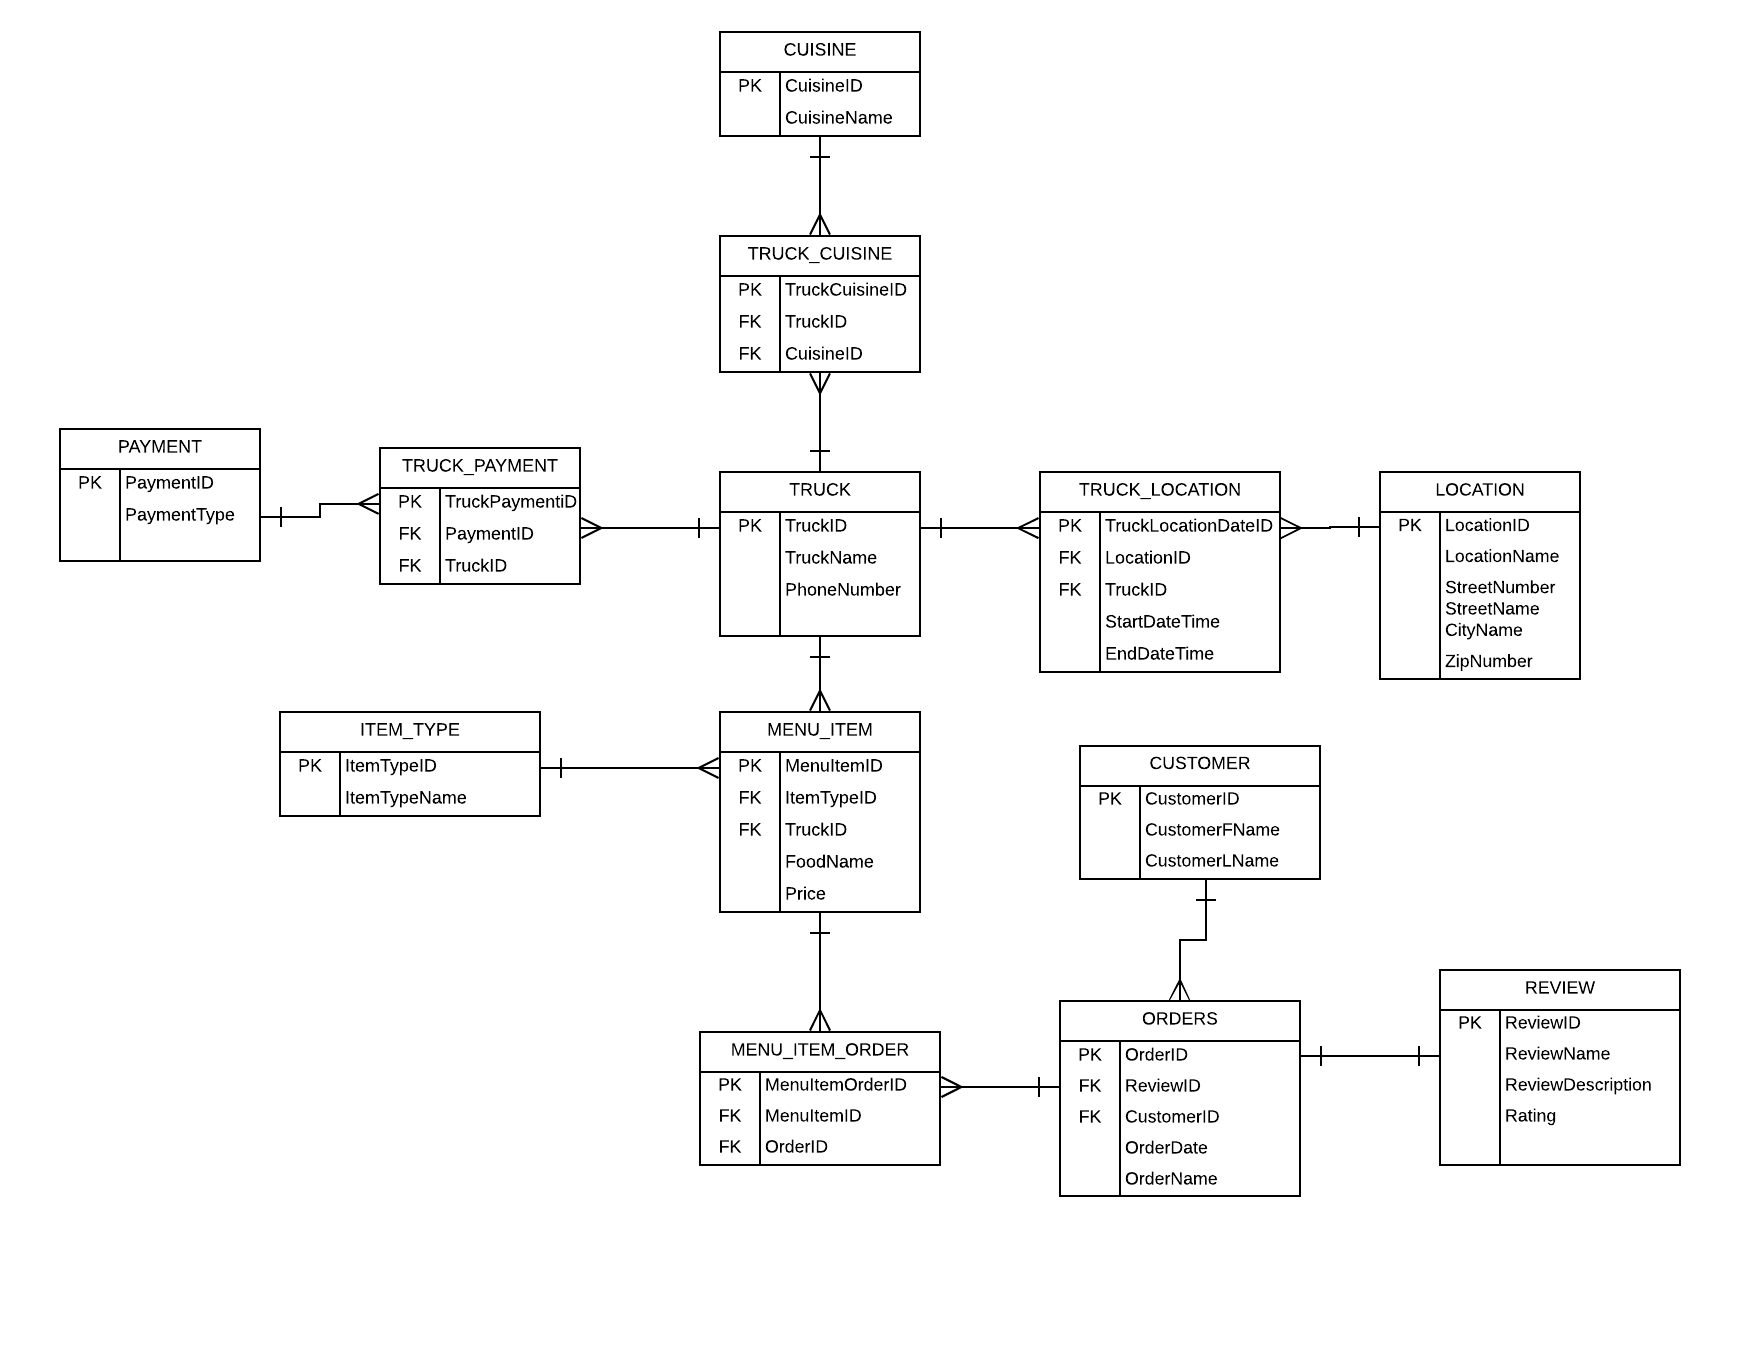 CUISINE
PK CuisineID
CuisineName
TRUCK_CUISINE
PK TruckCuisineID
FK TruckID
FK CuisineID
PAYMENT
PK PaymentID
PaymentType
TRUCK_PAYMENT
PK TruckPaymentiD
FK PaymentID
FK TruckID
TRUCK
PK TruckID
TruckName
PhoneNumber
TRUCK_LOCATION
PK TruckLocationDateID
FK LocationID
FK TruckID
StartDateTime
EndDateTime
LOCATION
PK LocationID
LocationName
StreetNumber
StreetName
CityName
ZipNumber
ITEM_TYPE
PK ItemTypeID
ItemTypeName
MENU_ITEM
PK MenuItemID
FK ItemTypeID
FK TruckID
FoodName
Price
CUSTOMER
PK CustomerID
CustomerFName
CustomerLName
MENU_ITEM_ORDER
PK MenuItemOrderID
FK MenuItemID
FK OrderID
ORDERS
PK OrderID
FK ReviewID
FK CustomerID
OrderDate
OrderName
REVIEW
PK ReviewID
ReviewName
ReviewDescription
Rating